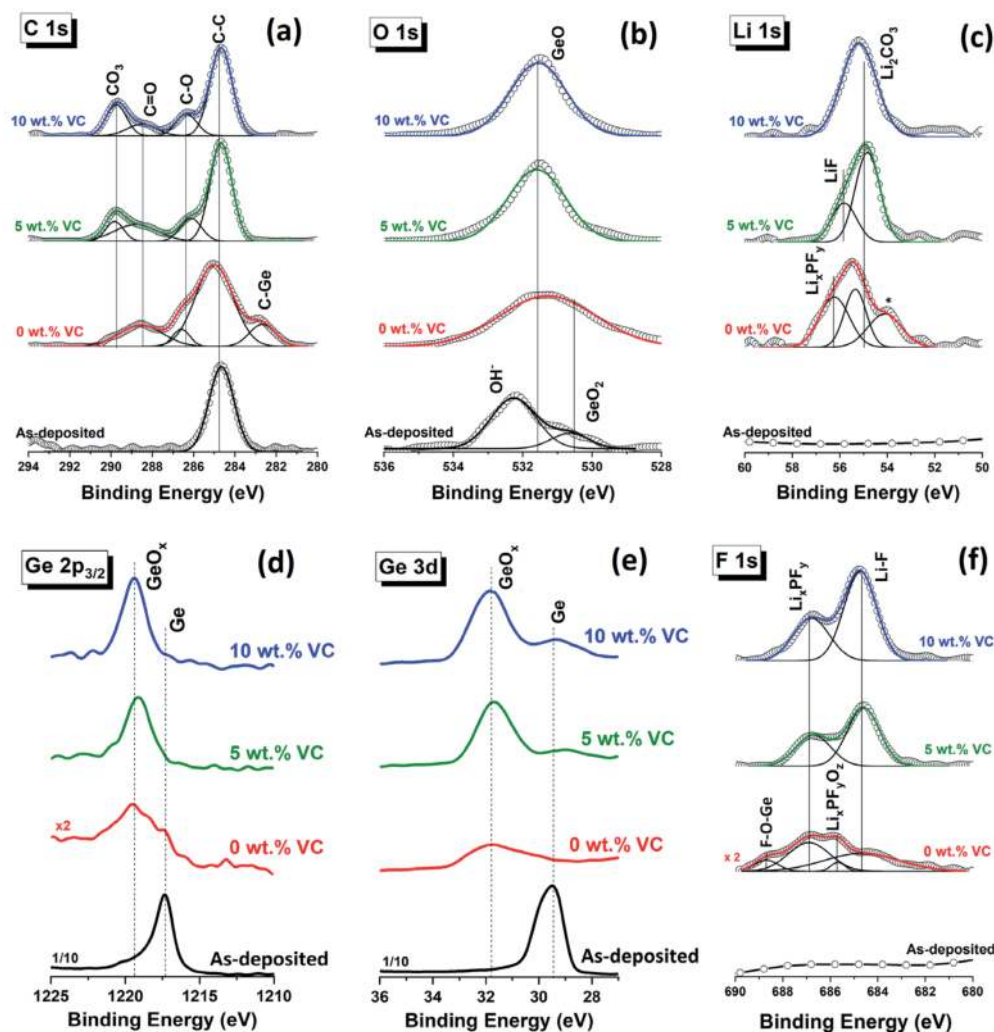 C 1s
(a)
C-C
CO3
C=O
C-O
10 wt.% VC
5 wt.% VC
C-Ge
0 wt.% VC
As-deposited
294 292 290 288 286 284 282 280
Binding Energy (eV)
O 1s
(b)
GeO
10 wt.% VC
5 wt.% VC
0 wt.% VC
OH-
GeO2
As-deposited
536 534 532 530 528
Binding Energy (eV)
Li 1s
(c)
Li2CO3
10 wt.% VC
LiF
5 wt.% VC
LixPFy
*
0 wt.% VC
As-deposited
60 58 56 54 52 50
Binding Energy (eV)
Ge 2p3/2
(d)
GeOx
Ge
10 wt.% VC
5 wt.% VC
x2
0 wt.% VC
1/10
As-deposited
1225 1220 1215 1210
Binding Energy (eV)
Ge 3d
(e)
GeOx
Ge
10 wt.% VC
5 wt.% VC
0 wt.% VC
1/10
As-deposited
36 34 32 30 28
Binding Energy (eV)
F 1s
(f)
LixPFy
Li-F
10 wt.% VC
5 wt.% VC
F-O-Ge
LixPFyOz
x 2
0 wt.% VC
As-deposited
690 688 686 684 682 680
Binding Energy (eV)